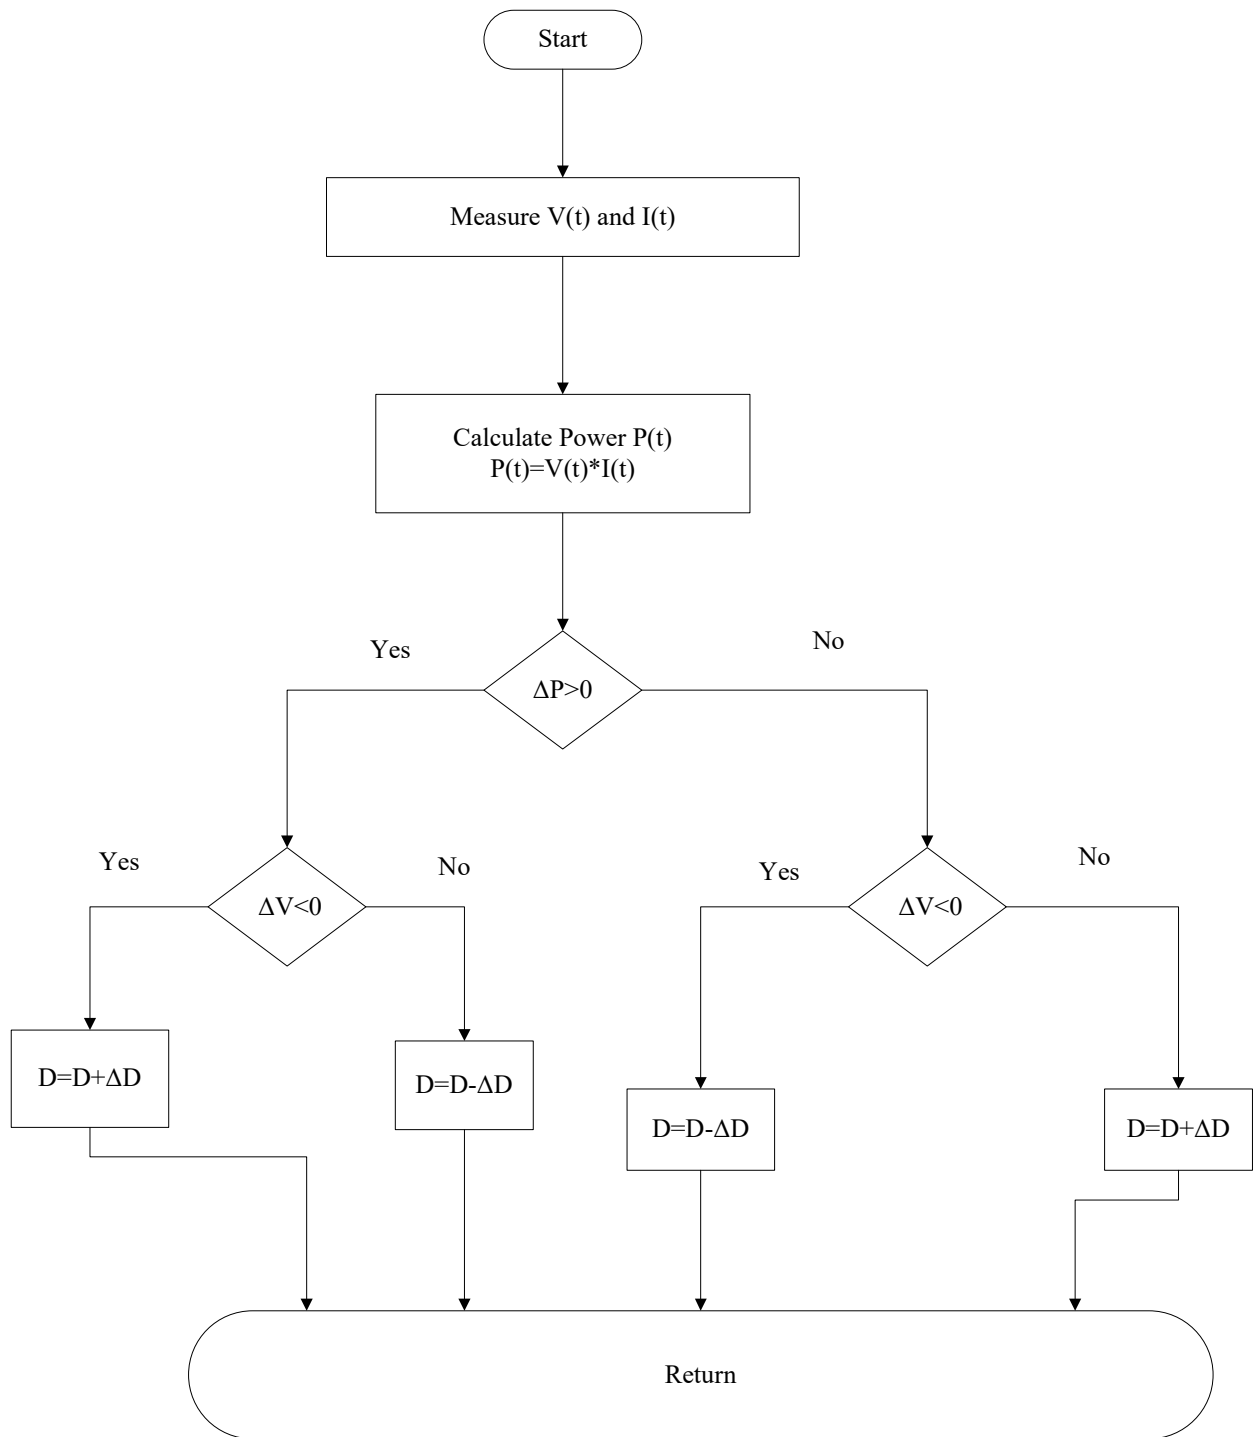 Start
Measure V(t) and I(t)
Calculate Power P(t)
P(t)=V(t)*I(t)
Yes
No
ΔP>0
Yes
No
Yes
No
ΔV<0
ΔV<0
D=D+ΔD
D=D-ΔD
D=D-ΔD
D=D+ΔD
Return